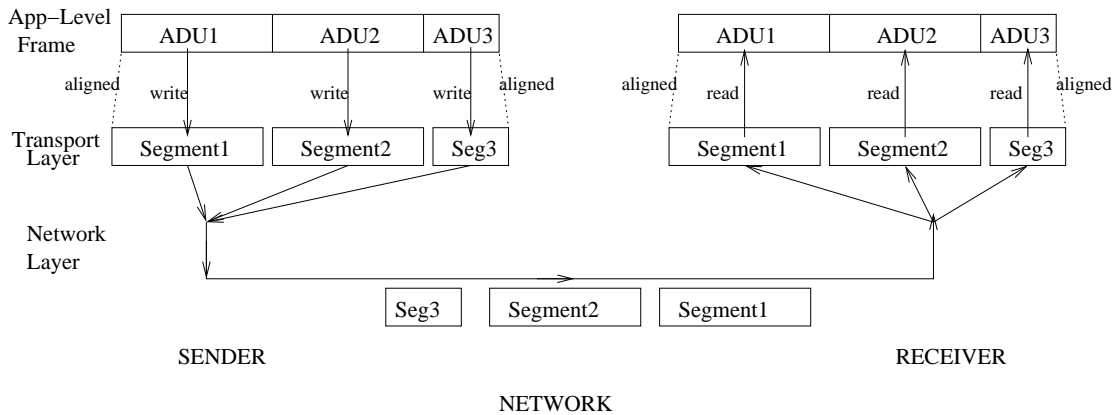 App−Level
Frame
ADU1 ADU2 ADU3
ADU1 ADU2 ADU3
aligned write write write aligned
aligned read read read aligned
Transport
Layer
Segment1 Segment2 Seg3
Segment1 Segment2 Seg3
Network
Layer
Seg3 Segment2 Segment1
SENDER
RECEIVER
NETWORK